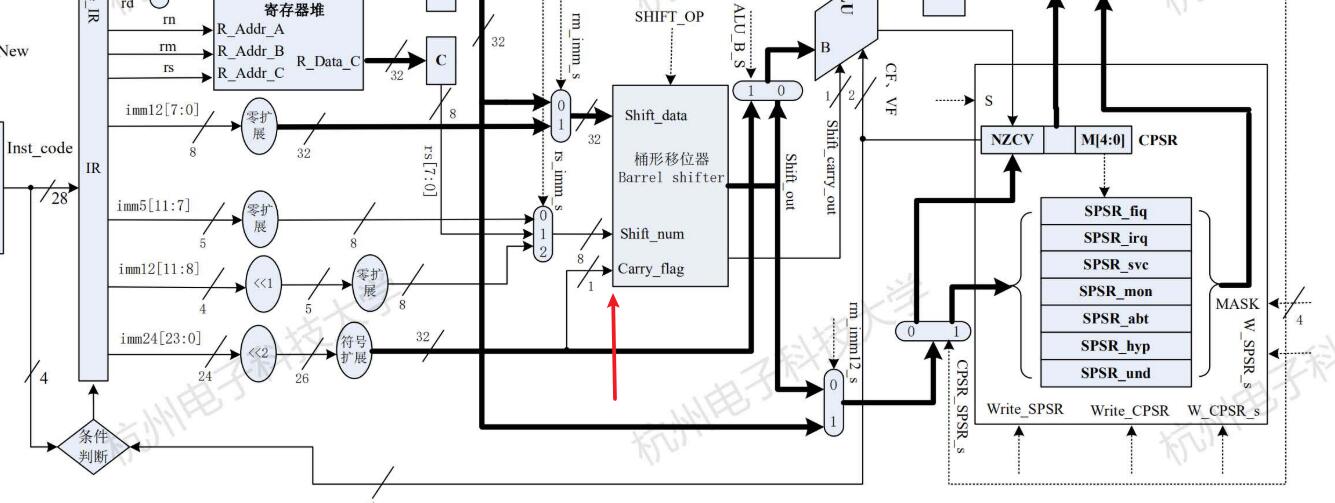 _IR
rd
寄存器堆
rn
R_Addr_A
rm
R_Addr_B
rs
R_Addr_C
R_Data_C
32
C
32
8
rs[7:0]
New
Inst_code
28
4
IR
imm12[7:0]
8
零扩展
32
imm5[11:7]
5
零扩展
8
imm12[11:8]
4
<<1
5
零扩展
8
imm24[23:0]
24
<<2
26
符号扩展
32
条件判断
rm_imm_s
0
1
32
rs_imm_s
0
1
2
8
1
SHIFT_OP
Shift_data
桶形移位器
Barrel shifter
Shift_num
Carry_flag
ALU_B_S
1 0
Shift_out
B
LU
1
2
Shift_carry_out
CF、VF
rm_imm12_s
0
1
0 1
CPSR_SPSR_s
S
NZCV
M[4:0]
CPSR
SPSR_fiq
SPSR_irq
SPSR_svc
SPSR_mon
SPSR_abt
SPSR_hyp
SPSR_und
MASK
4
W_SPSR_s
Write_SPSR
Write_CPSR
W_CPSR_s
杭州电子科技大学
杭州电子科技大学
杭州电子科